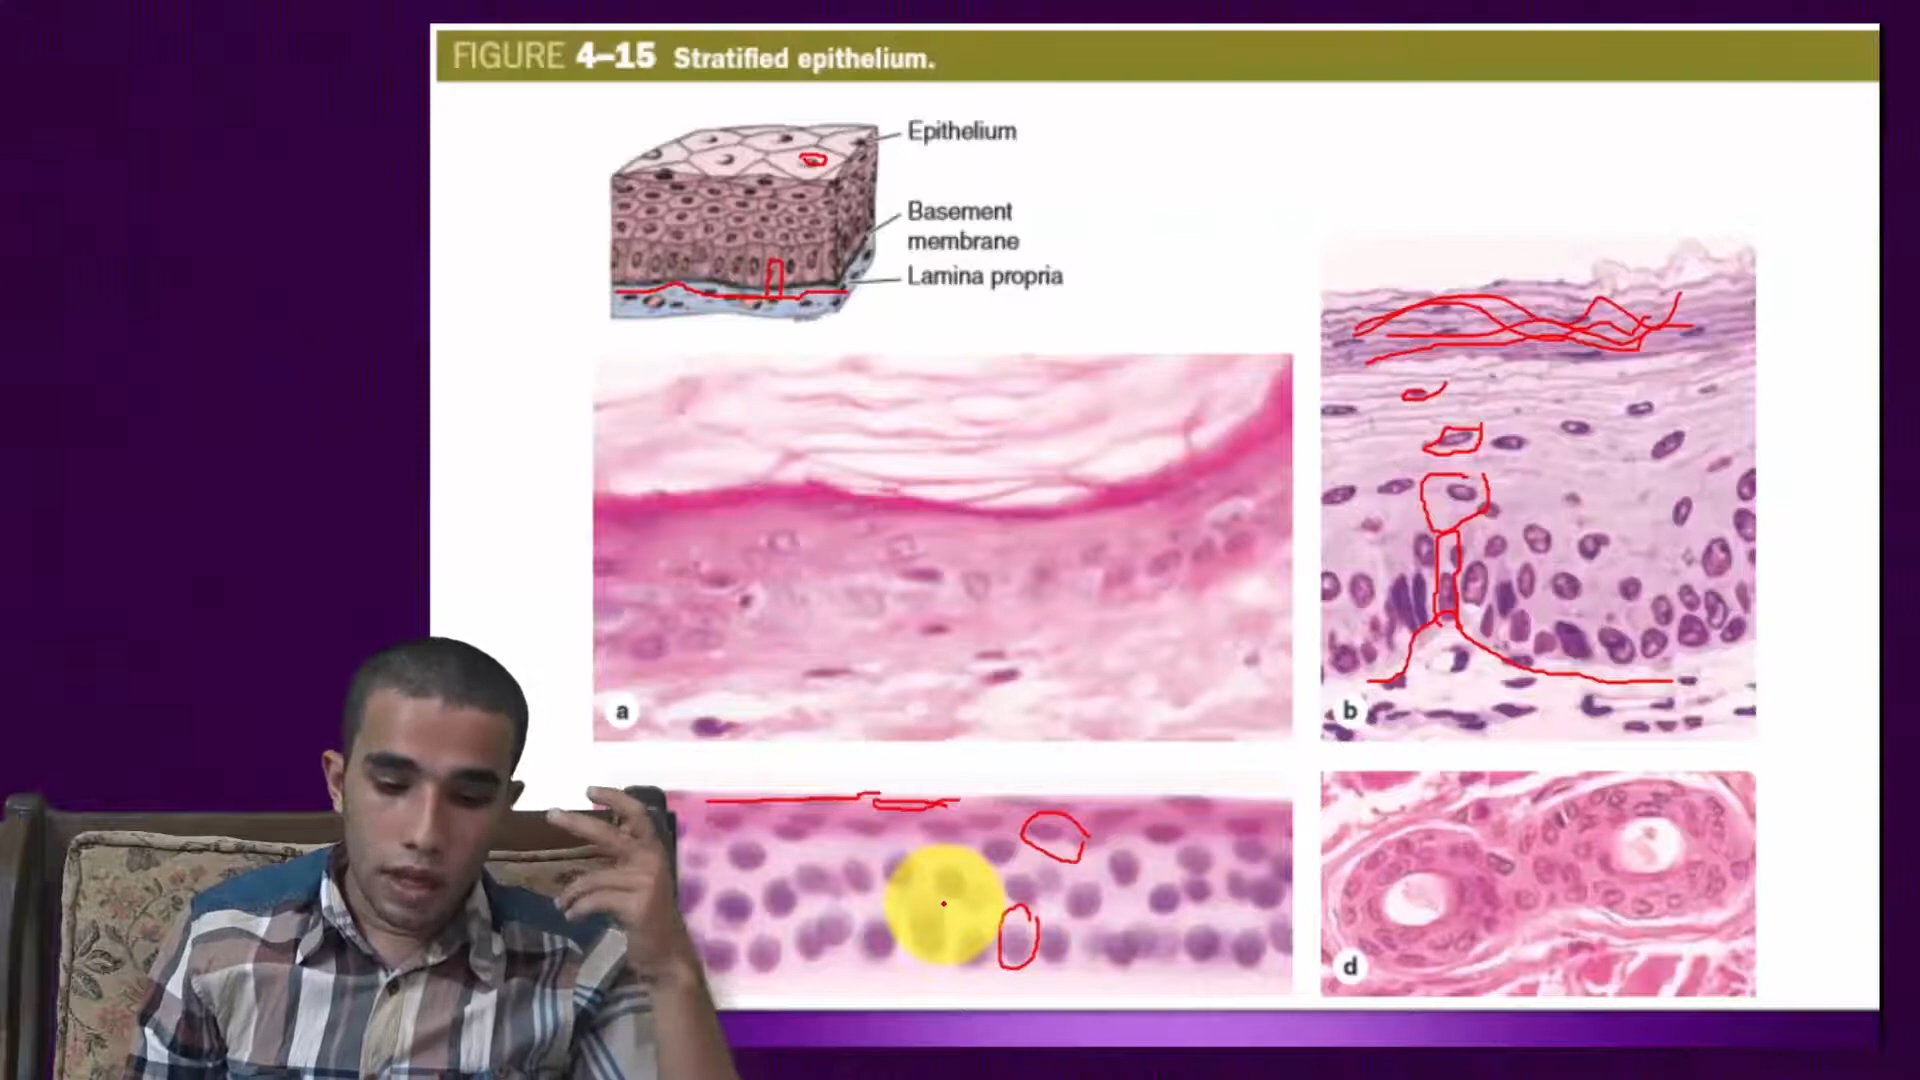 FIGURE 4–15 Stratified epithelium.
Epithelium
Basement
membrane
Lamina propria
a
b
d